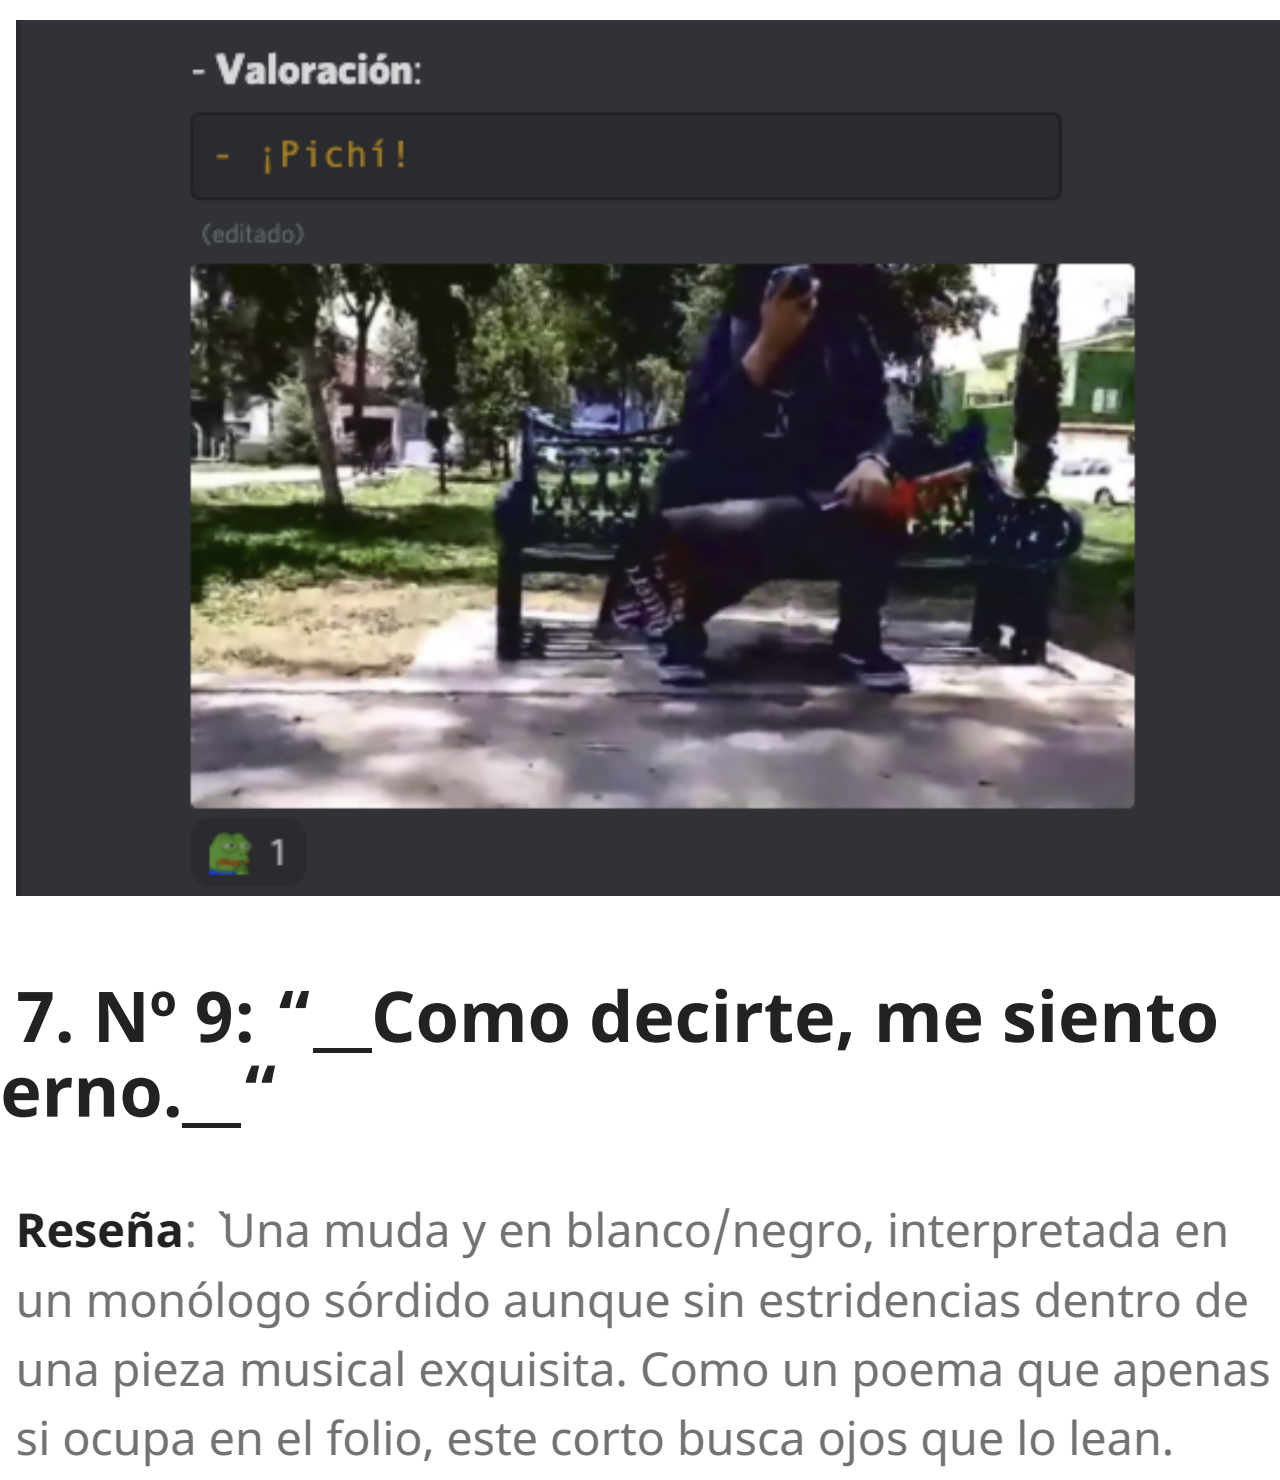 - Valoración:
- ¡Pichí!
(editado)
1
7. Nº 9: “__Como decirte, me siento
erno.__“
Reseña: `Una muda y en blanco/negro, interpretada en
un monólogo sórdido aunque sin estridencias dentro de
una pieza musical exquisita. Como un poema que apenas
si ocupa en el folio, este corto busca ojos que lo lean.